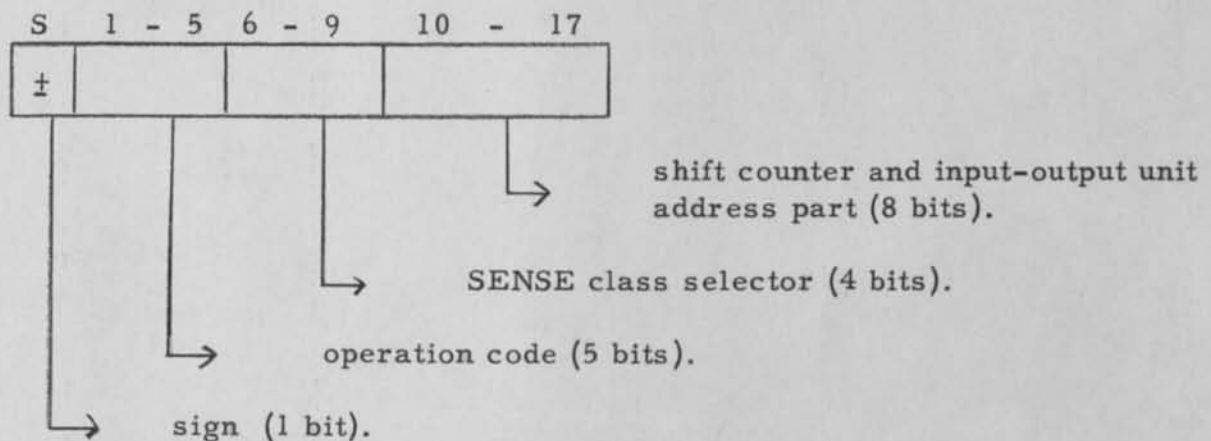 S 1 - 5 6 - 9 10 - 17
±
shift counter and input-output unit
address part (8 bits).
SENSE class selector (4 bits).
operation code (5 bits).
sign (1 bit).